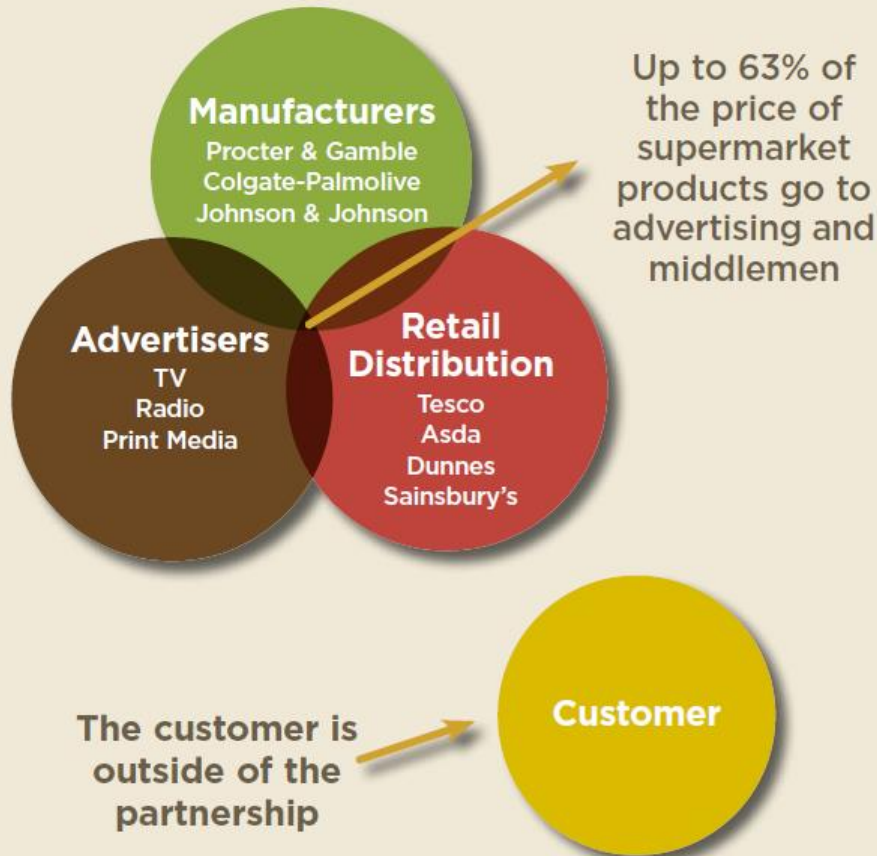 Manufacturers
Procter & Gamble
Colgate-Palmolive
Johnson & Johnson
Up to 63% of
the price of
supermarket
products go to
advertising and
middlemen
Advertisers
TV
Radio
Print Media
Retail
Distribution
Tesco
Asda
Dunnes
Sainsbury's
Customer
The customer is
outside of the
partnership